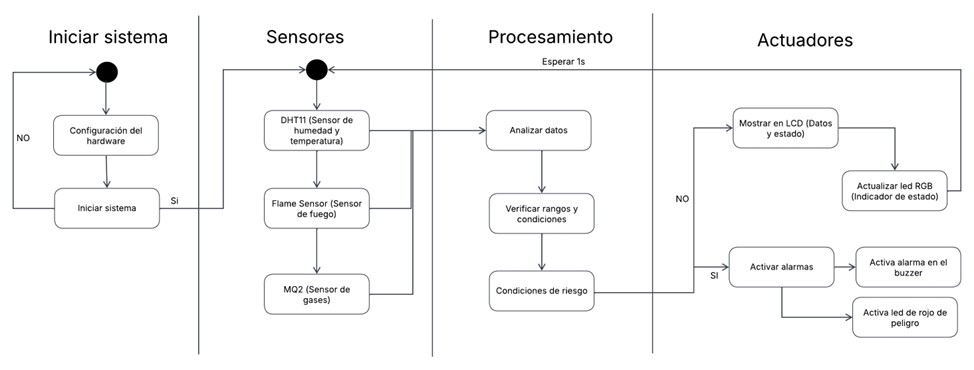 Iniciar sistema
Sensores
Procesamiento
Actuadores
Esperar 1s
NO
Configuración del
hardware
Iniciar sistema
Si
DHT11 (Sensor de
humedad y
temperatura)
Flame Sensor (Sensor
de fuego)
MQ2 (Sensor de
gases)
Analizar datos
Verificar rangos y
condiciones
Condiciones de riesgo
NO
SI
Mostrar en LCD (Datos
y estado)
Actualizar led RGB
(Indicador de estado)
Activar alarmas
Activa alarma en el
buzzer
Activa led de rojo de
peligro